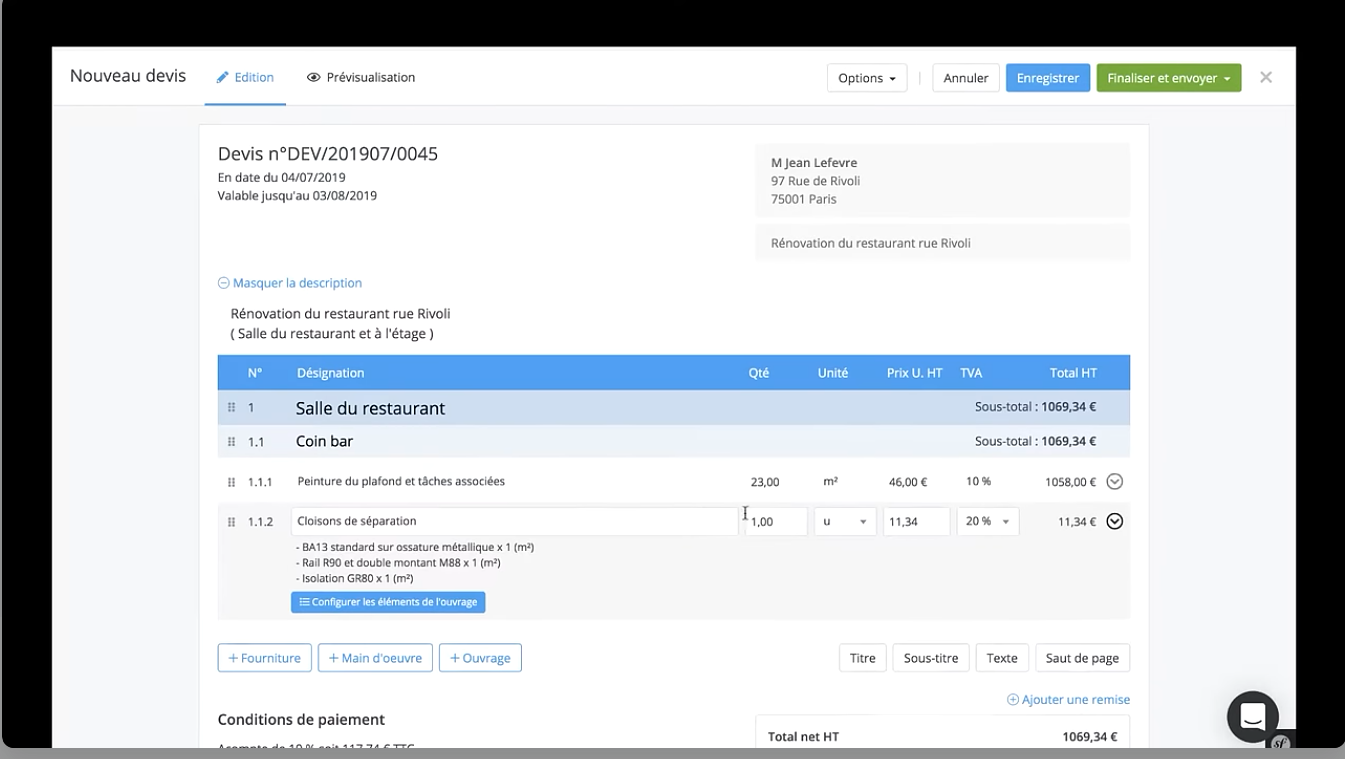 Nouveau devis Edition Prévisualisation Options Annuler Enregistrer Finaliser et envoyer
Devis n°DEV/201907/0045
En date du 04/07/2019
Valable jusqu'au 03/08/2019
M Jean Lefevre
97 Rue de Rivoli
75001 Paris
Rénovation du restaurant rue Rivoli
Masquer la description
Rénovation du restaurant rue Rivoli
( Salle du restaurant et à l'étage )
N° Désignation Qté Unité Prix U. HT TVA Total HT
1 Salle du restaurant Sous-total : 1069,34 €
1.1 Coin bar Sous-total : 1069,34 €
1.1.1 Peinture du plafond et tâches associées 23,00 m² 46,00 € 10 % 1058,00 €
1.1.2 Cloisons de séparation 1,00 u 11,34 20 % 11,34 €
- BA13 standard sur ossature métallique x 1 (m²)
- Rail R90 et double montant M88 x 1 (m²)
- Isolation GR80 x 1 (m²)
Configurer les éléments de l'ouvrage
+ Fourniture + Main d'oeuvre + Ouvrage Titre Sous-titre Texte Saut de page
Ajouter une remise
Conditions de paiement
Total net HT 1069,34 €
Acompte de 10 % soit 117,74 € TTC
sf